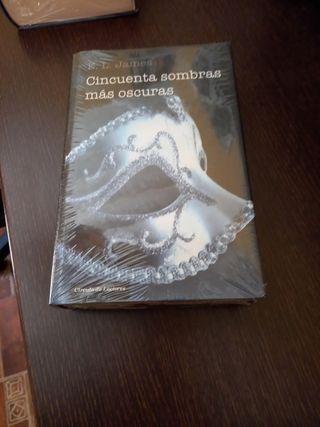 E. L. James
Cincuenta sombras
más oscuras
Círculo de Lectores